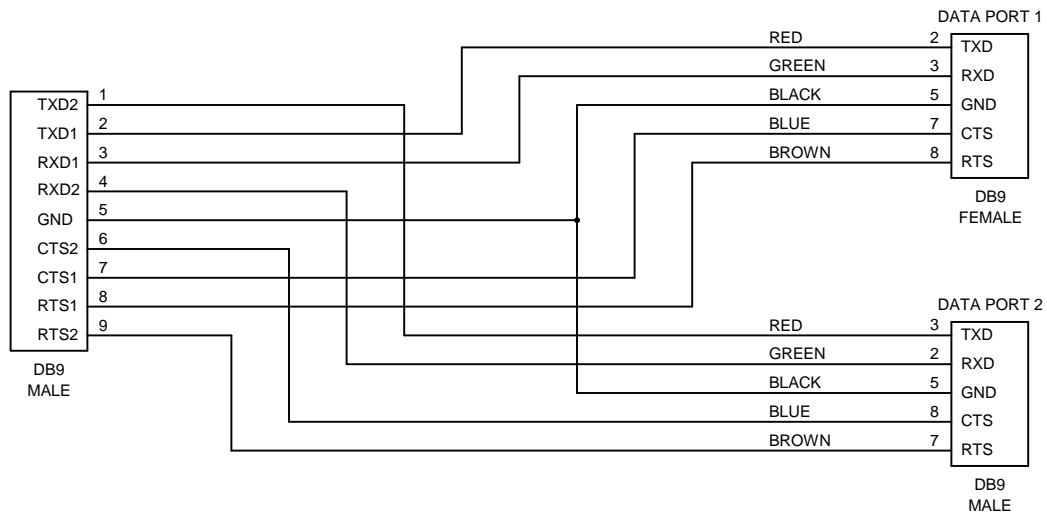 TXD2 1
TXD1 2
RXD1 3
RXD2 4
GND 5
CTS2 6
CTS1 7
RTS1 8
RTS2 9
DB9
MALE
DATA PORT 1
RED 2 TXD
GREEN 3 RXD
BLACK 5 GND
BLUE 7 CTS
BROWN 8 RTS
DB9
FEMALE
DATA PORT 2
RED 3 TXD
GREEN 2 RXD
BLACK 5 GND
BLUE 8 CTS
BROWN 7 RTS
DB9
MALE